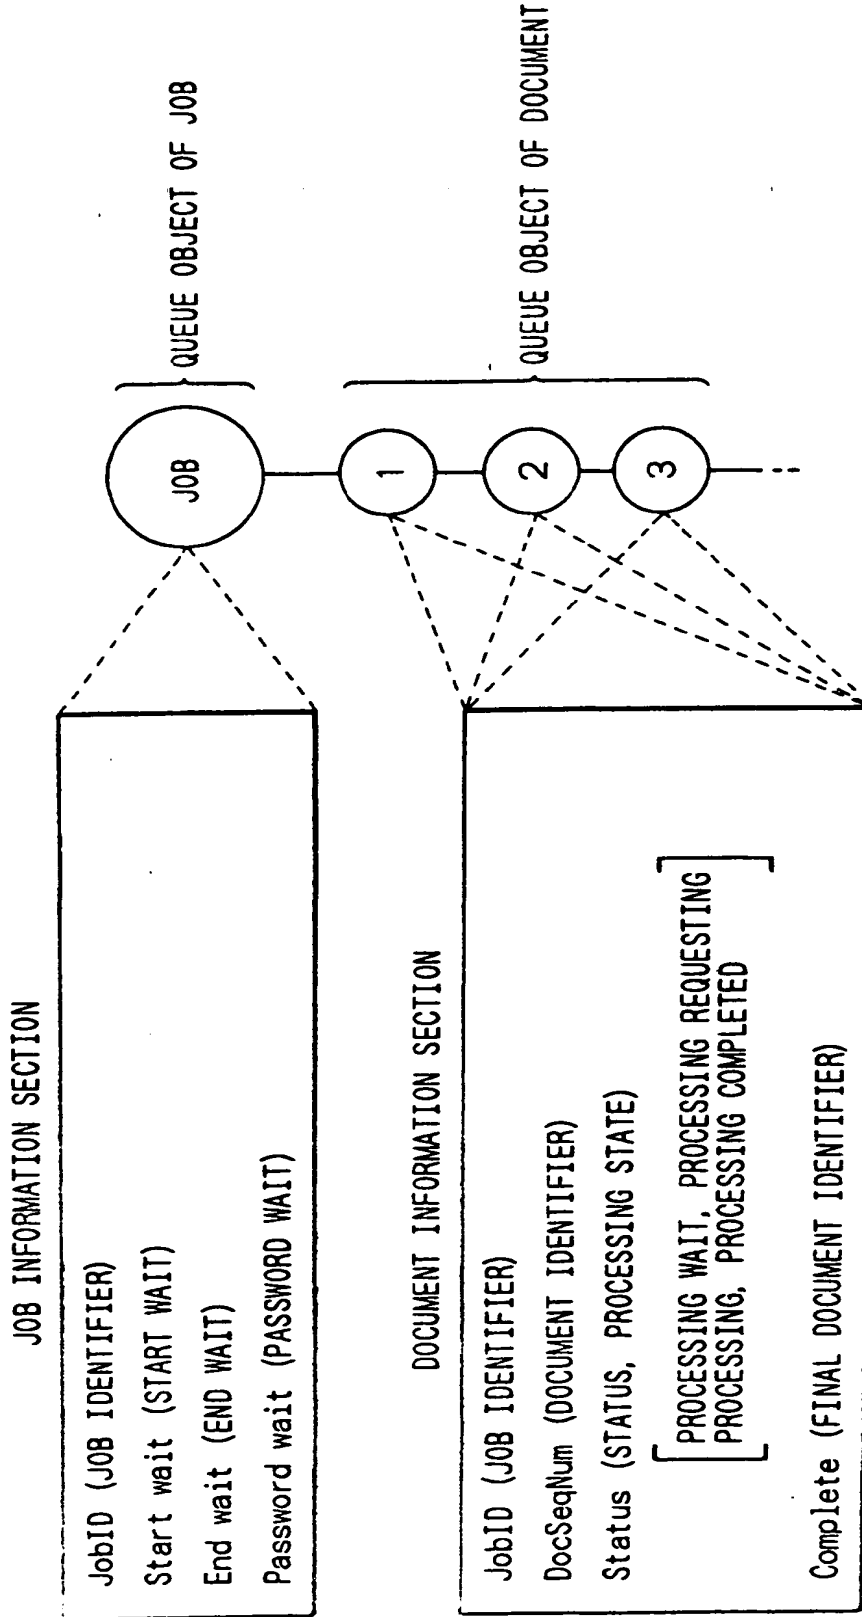 JOB INFORMATION SECTION
JobID (JOB IDENTIFIER)
Start wait (START WAIT)
End wait (END WAIT)
Password wait (PASSWORD WAIT)
JOB
QUEUE OBJECT OF JOB
DOCUMENT INFORMATION SECTION
JobID (JOB IDENTIFIER)
DocSeqNum (DOCUMENT IDENTIFIER)
Status (STATUS, PROCESSING STATE)
PROCESSING WAIT, PROCESSING REQUESTING
PROCESSING, PROCESSING COMPLETED
Complete (FINAL DOCUMENT IDENTIFIER)
1
2
3
QUEUE OBJECT OF DOCUMENT